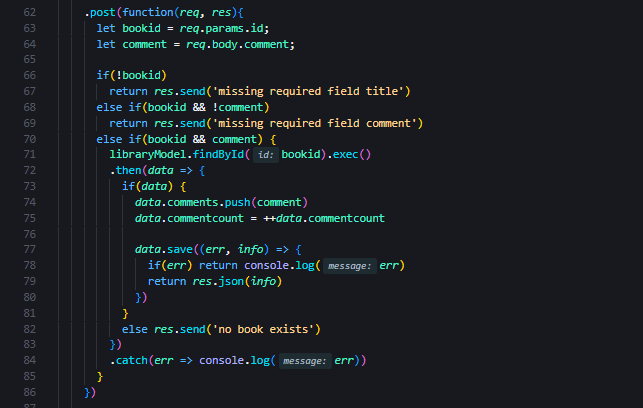 62 .post(function(req, res){
63 let bookid = req.params.id;
64 let comment = req.body.comment;
65
66 if(!bookid)
67 return res.send('missing required field title')
68 else if(bookid && !comment)
69 return res.send('missing required field comment')
70 else if(bookid && comment) {
71 libraryModel.findById( id: bookid).exec()
72 .then(data => {
73 if(data) {
74 data.comments.push(comment)
75 data.commentcount = ++data.commentcount
76
77 data.save((err, info) => {
78 if(err) return console.log( message: err)
79 return res.json(info)
80 })
81 }
82 else res.send('no book exists')
83 })
84 .catch(err => console.log( message: err))
85 }
86 })
87